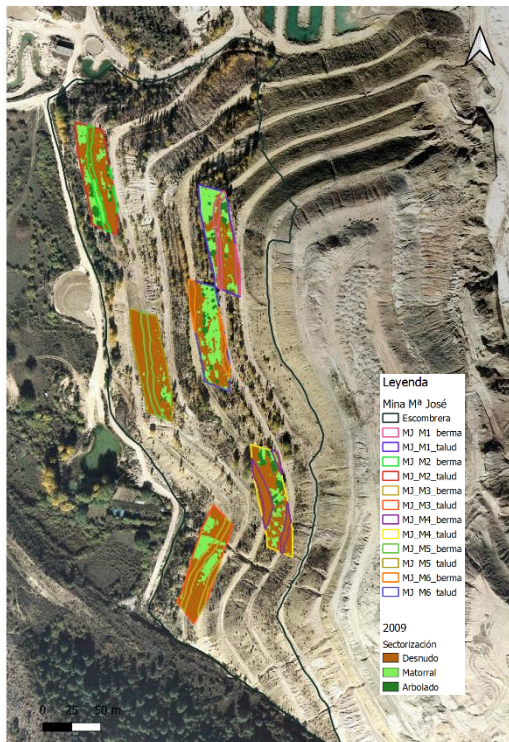 Leyenda
Mina Mª José
Escombrera
MJ_M1_berma
MJ_M1_talud
MJ_M2_berma
MJ_M2_talud
MJ_M3_berma
MJ_M3_talud
MJ_M4_berma
MJ_M4_talud
MJ_M5_berma
MJ_M5_talud
MJ_M6_berma
MJ_M6_talud
2009
Sectorización
Desnudo
Matorral
Arbolado
0 25 50 m